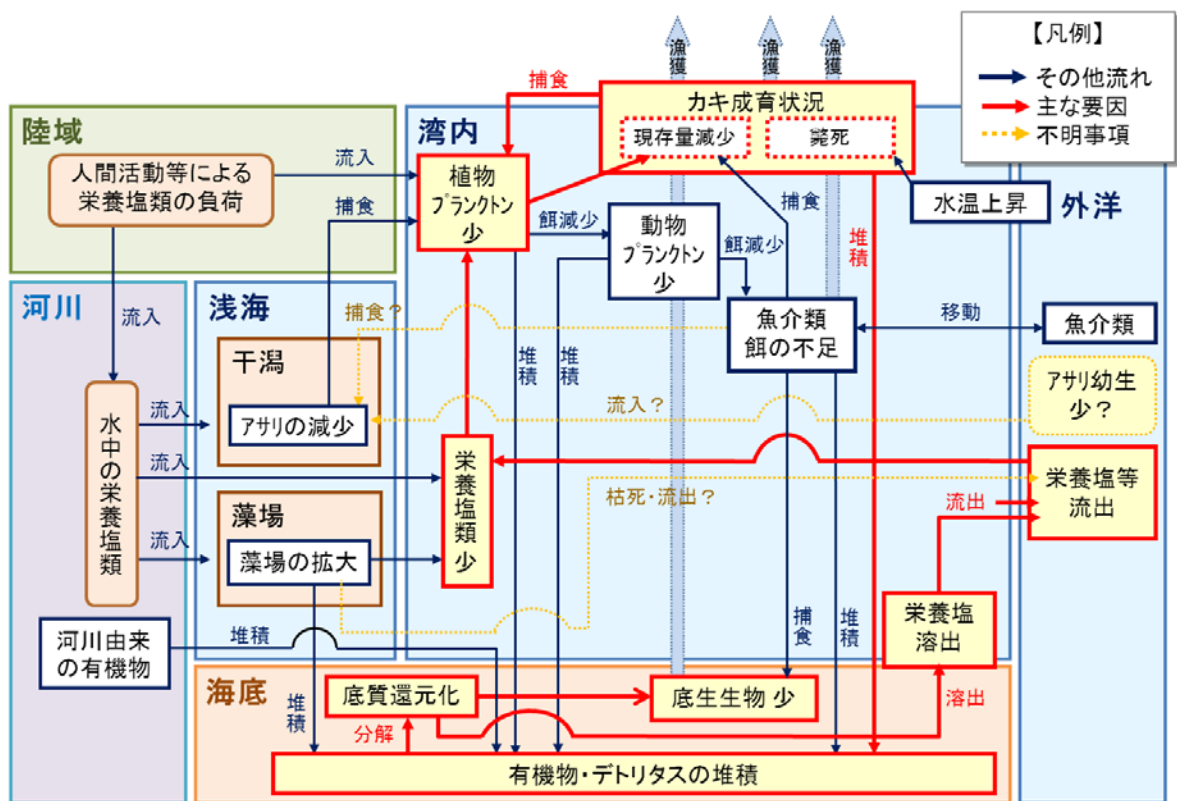 【凡例】
その他流れ
主な要因
不明事項
漁獲
漁獲
漁獲
陸域
人間活動等による
栄養塩類の負荷
流入
捕食
流入
湾内
捕食
カキ成育状況
現存量減少
斃死
植物
プランクトン
少
餌減少
動物
プランクトン
少
餌減少
捕食
堆積
水温上昇
外洋
魚介類
餌の不足
移動
魚介類
河川
水中の栄養塩類
流入
流入
流入
河川由来
の有機物
堆積
浅海
干潟
アサリの減少
捕食?
堆積
堆積
流入?
アサリ幼生
少?
藻場
藻場の拡大
栄養塩類 少
枯死・流出?
栄養塩等
流出
流出
栄養塩
溶出
捕食
堆積
堆積
海底
底質還元化
底生生物 少
溶出
分解
有機物・デトリタスの堆積